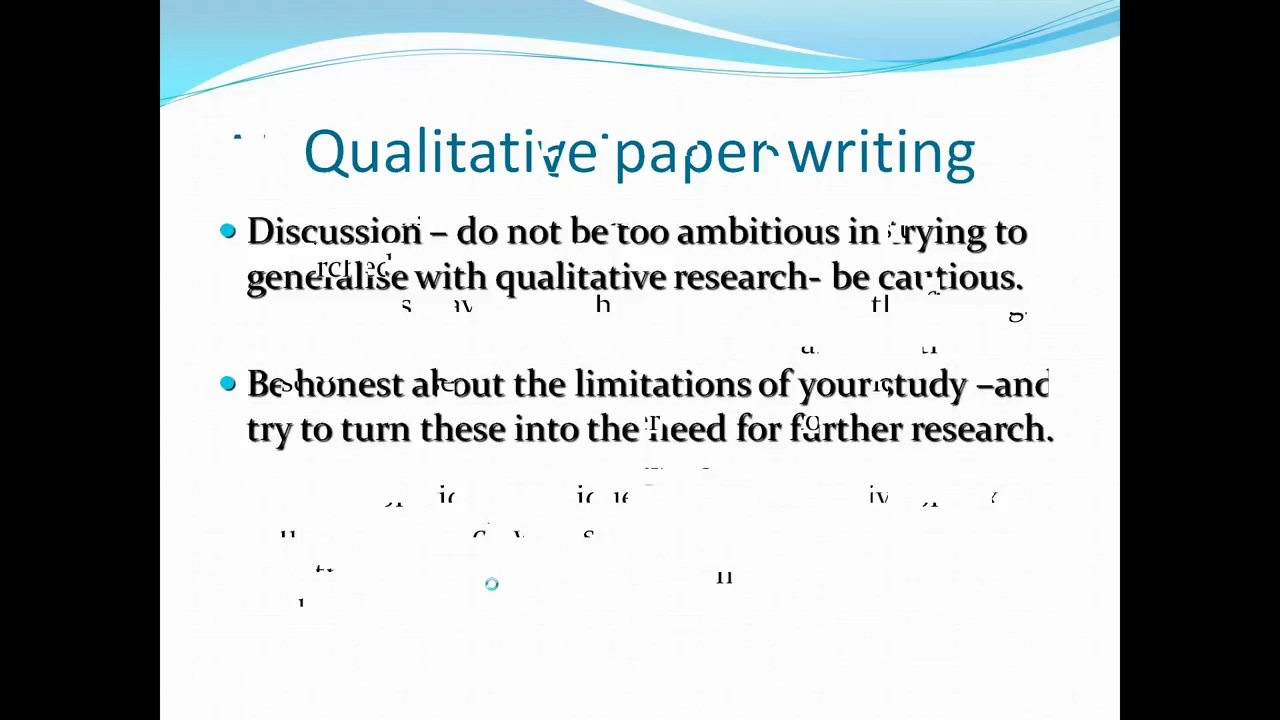 Qualitative paper writing
Discussion – do not be too ambitious in trying to
generalise with qualitative research- be cautious.
Be honest about the limitations of your study –and
try to turn these into the need for further research.